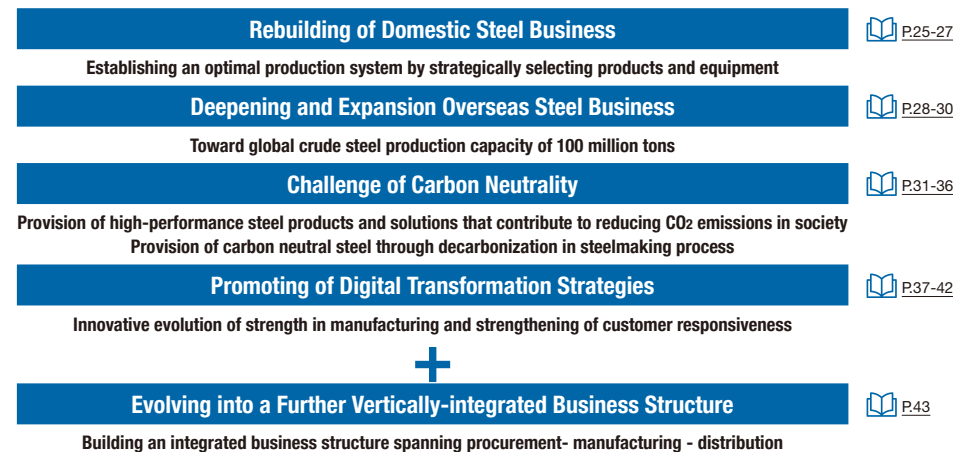 Rebuilding of Domestic Steel Business P.25-27
Establishing an optimal production system by strategically selecting products and equipment
Deepening and Expansion Overseas Steel Business P.28-30
Toward global crude steel production capacity of 100 million tons
Challenge of Carbon Neutrality P.31-36
Provision of high-performance steel products and solutions that contribute to reducing CO2 emissions in society
Provision of carbon neutral steel through decarbonization in steelmaking process
Promoting of Digital Transformation Strategies P.37-42
Innovative evolution of strength in manufacturing and strengthening of customer responsiveness
+
Evolving into a Further Vertically-integrated Business Structure P.43
Building an integrated business structure spanning procurement- manufacturing - distribution